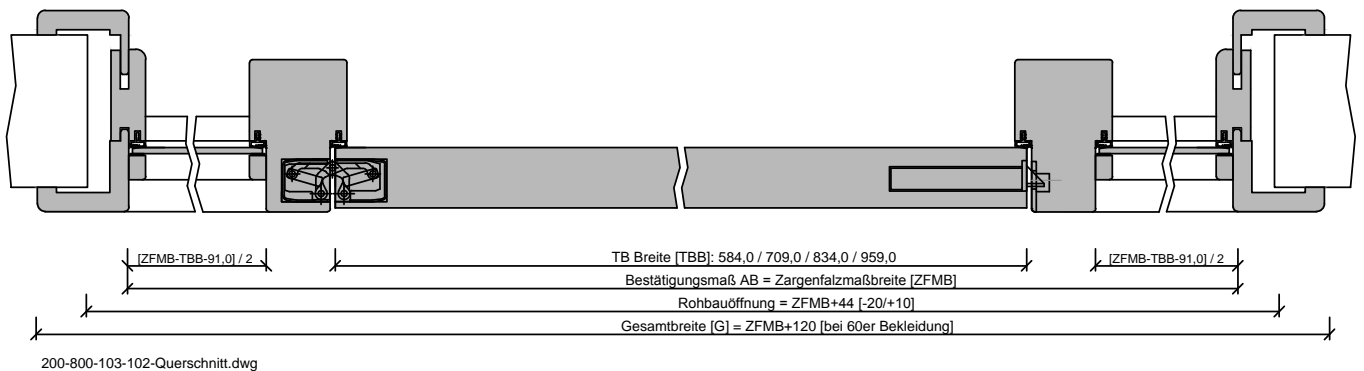 [ZFMB-TBB-91,0] / 2
TB Breite [TBB]: 584,0 / 709,0 / 834,0 / 959,0
[ZFMB-TBB-91,0] / 2
Bestätigungsmaß AB = Zargenfalzmaßbreite [ZFMB]
Rohbauöffnung = ZFMB+44 [-20/+10]
Gesamtbreite [G] = ZFMB+120 [bei 60er Bekleidung]
200-800-103-102-Querschnitt.dwg